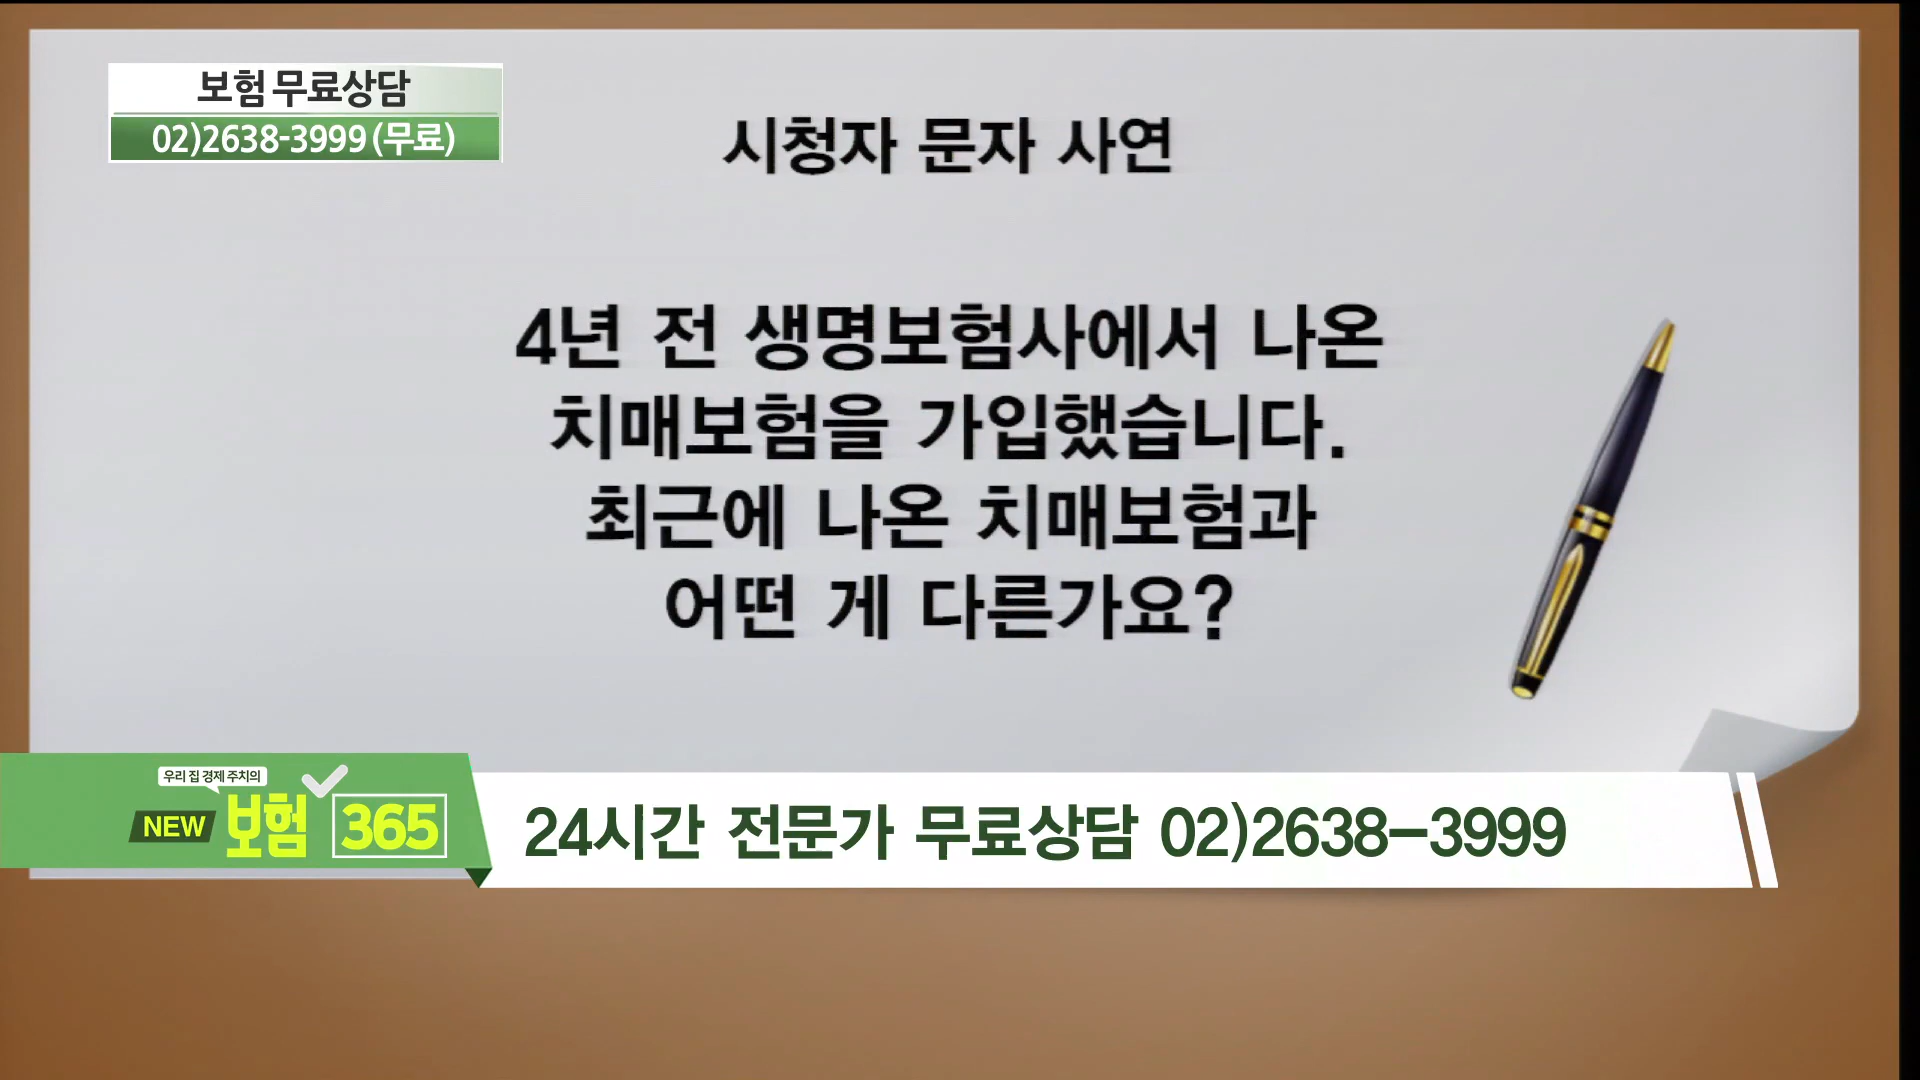 보험 무료상담
02)2638-3999 (무료)
시청자 문자 사연
4년 전 생명보험사에서 나온
치매보험을 가입했습니다.
최근에 나온 치매보험과
어떤 게 다른가요?
우리 집 경제 주치의
NEW 보험 365
24시간 전문가 무료상담 02)2638-3999